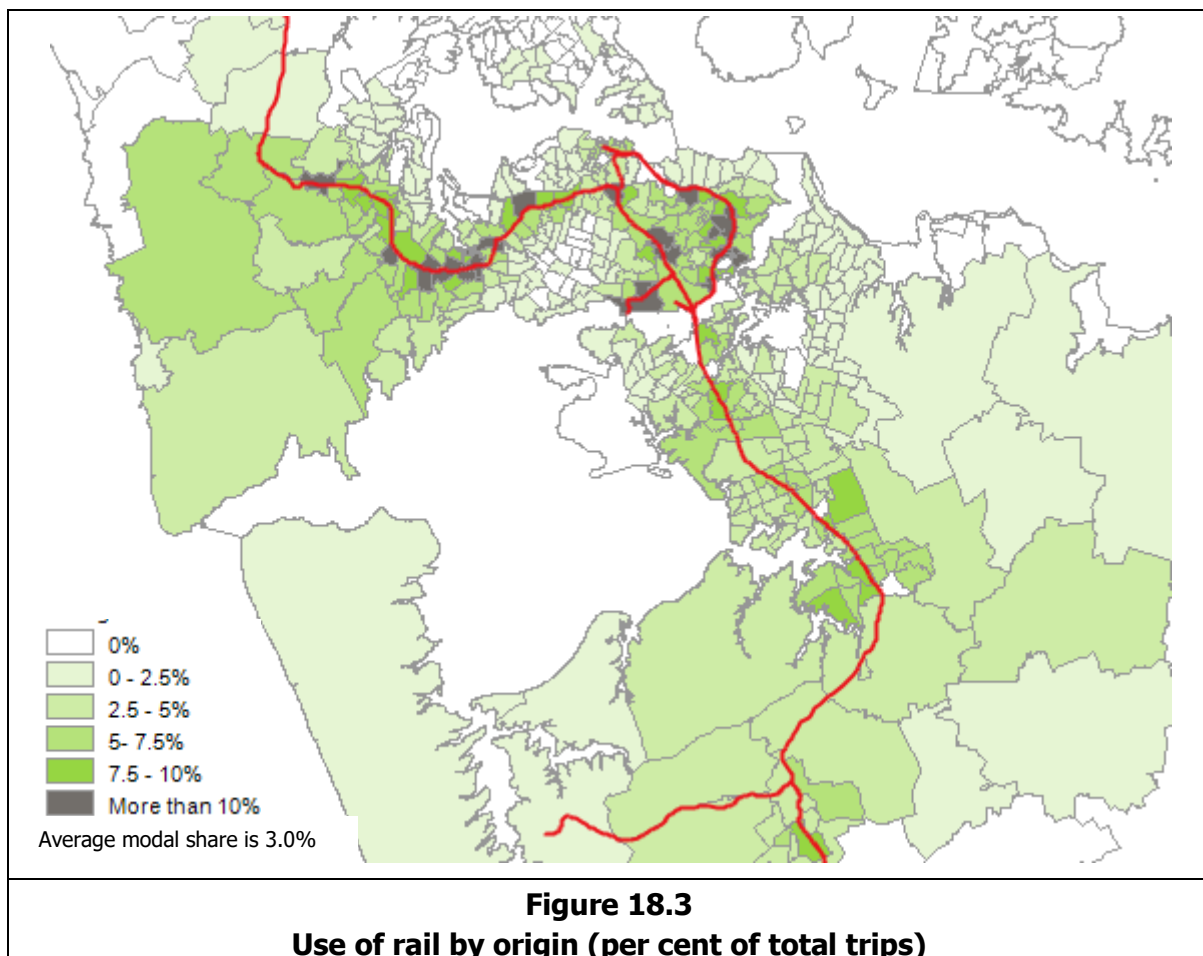 0%
0 - 2.5%
2.5 - 5%
5- 7.5%
7.5 - 10%
More than 10%
Average modal share is 3.0%
Figure 18.3
Use of rail by origin (per cent of total trips)